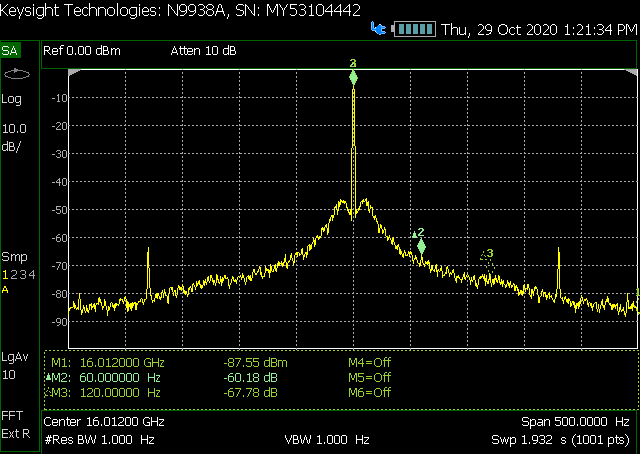 Keysight Technologies: N9938A, SN: MY53104442
Thu, 29 Oct 2020 1:21:34 PM
SA Ref 0.00 dBm Atten 10 dB
Log
10.0
dB/
-10
-20
-30
-40
-50
-60
-70
-80
-90
2
3
Smp
1234
A
LgAv
10
FFT
Ext R
M1: 16.012000 GHz -87.55 dBm M4=Off
M2: 60.000000 Hz -60.18 dB M5=Off
M3: 120.00000 Hz -67.78 dB M6=Off
Center 16.01200 GHz Span 500.0000 Hz
#Res BW 1.000 Hz VBW 1.000 Hz Swp 1.932 s (1001 pts)